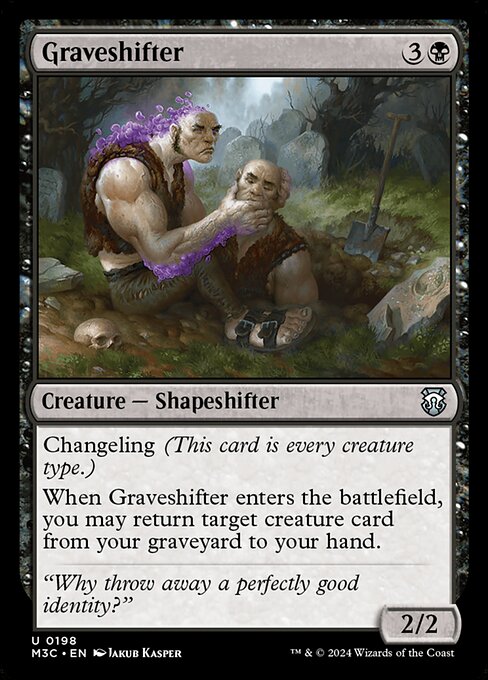 Graveshifter 3
Creature — Shapeshifter
Changeling (This card is every creature
type.)
When Graveshifter enters the battlefield,
you may return target creature card
from your graveyard to your hand.
“Why throw away a perfectly good
identity?”
2/2
U 0198
M3C • EN Jakub Kasper
™ & © 2024 Wizards of the Coast